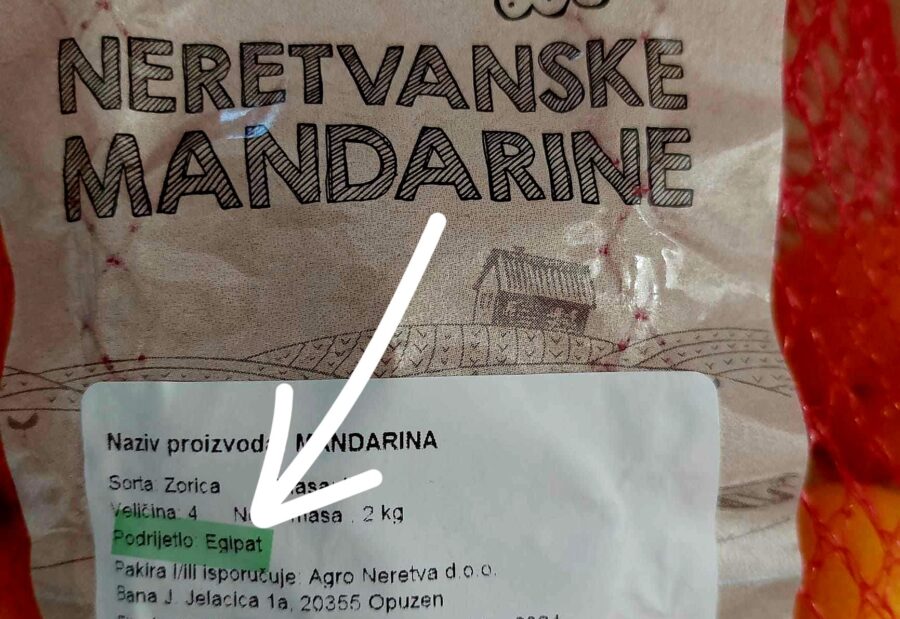 NERETVANSKE
MANDARINE
Naziv proizvoda MANDARINA
Sorta: Zorica
Veličina: 4 masa: 2 kg
Podrijetlo: Egipat
Pakira i/ili isporučuje: Agro Neretva d.o.o.
Bana J. Jelacica 1a, 20355 Opuzen